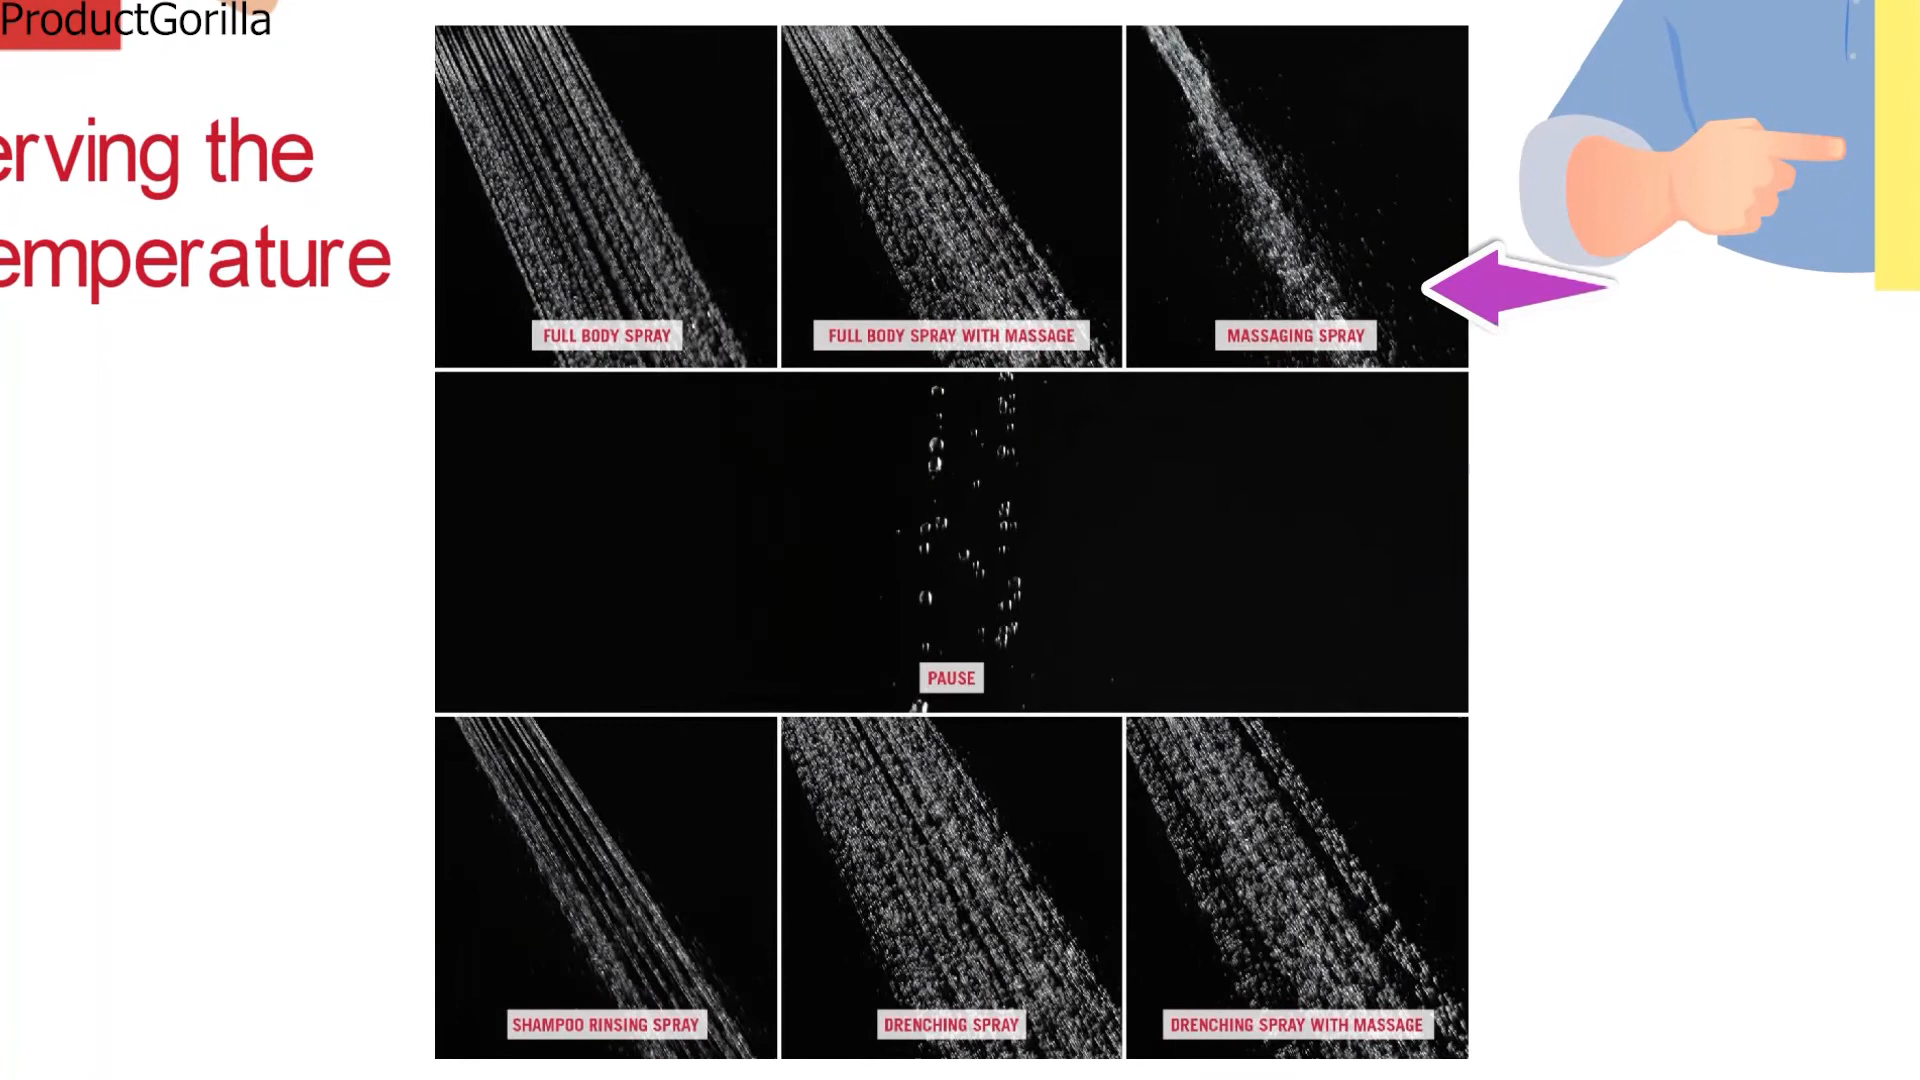 ProductGorilla
erving the
emperature
FULL BODY SPRAY
FULL BODY SPRAY WITH MASSAGE
MASSAGING SPRAY
PAUSE
SHAMPOO RINSING SPRAY
DRENCHING SPRAY
DRENCHING SPRAY WITH MASSAGE